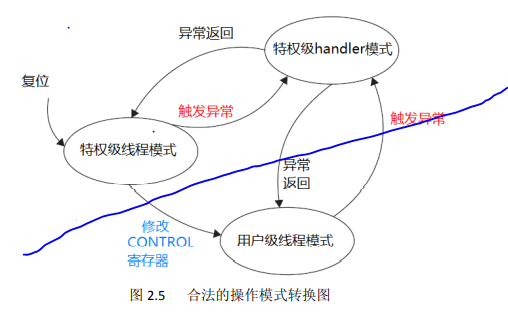 异常返回
特权级handler模式
复位
触发异常
触发异常
特权级线程模式
异常
返回
修改
CONTROL
寄存器
用户级线程模式
图 2.5 合法的操作模式转换图